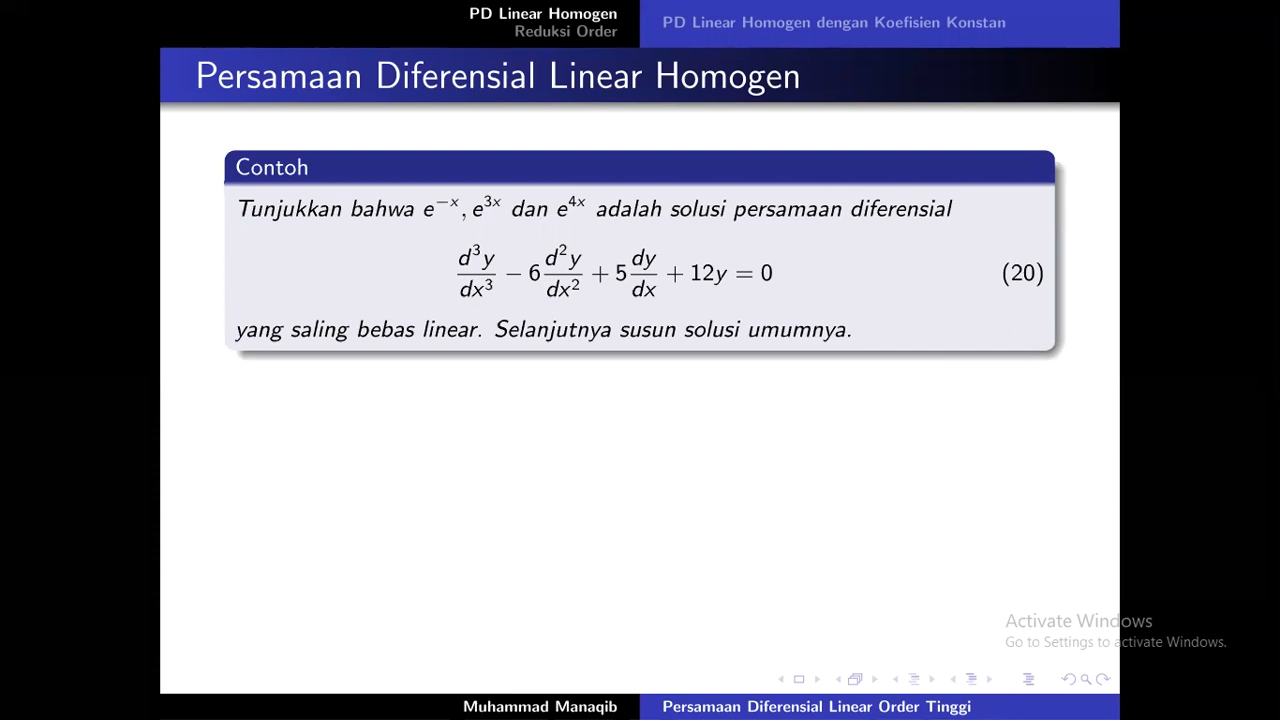 PD Linear Homogen
Reduksi Order
PD Linear Homogen dengan Koefisien Konstan
Persamaan Diferensial Linear Homogen
Contoh
Tunjukkan bahwa e^{−x}, e^{3x} dan e^{4x} adalah solusi persamaan diferensial
\frac{d^3y}{dx^3} − 6\frac{d^2y}{dx^2} + 5\frac{dy}{dx} + 12y = 0 (20)
yang saling bebas linear. Selanjutnya susun solusi umumnya.
Activate Windows
Go to Settings to activate Windows.
Muhammad Manaqib
Persamaan Diferensial Linear Order Tinggi